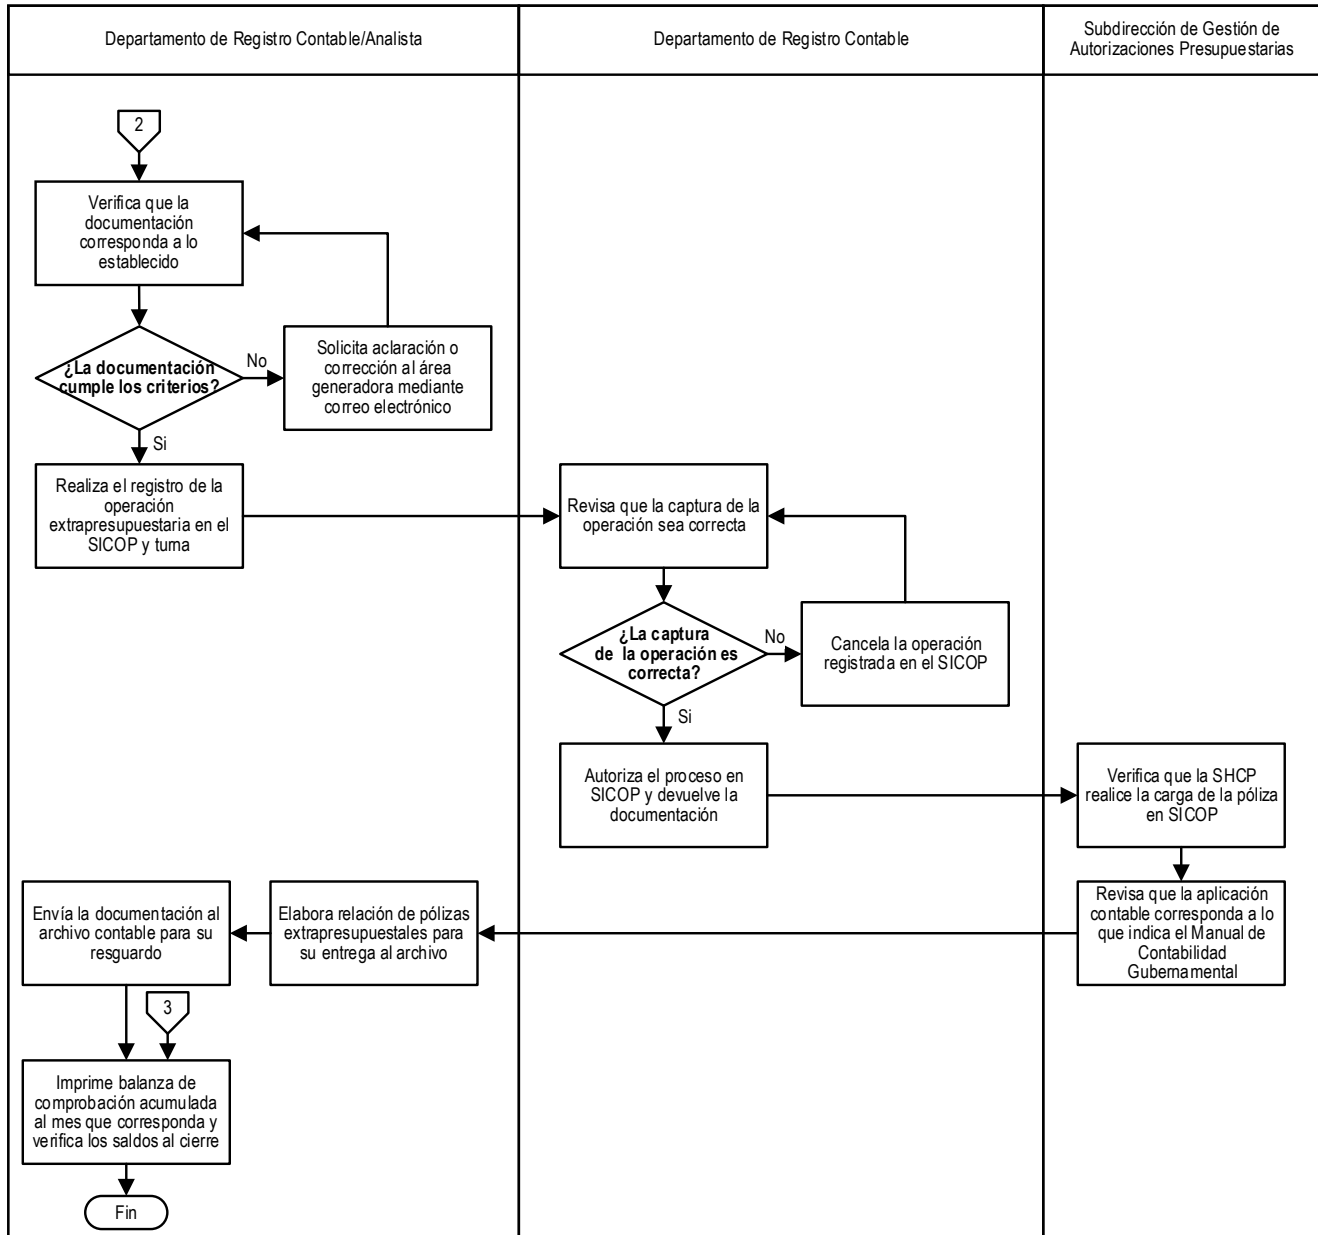 Departamento de Registro Contable/Analista
Departamento de Registro Contable
Subdirección de Gestión de
Autorizaciones Presupuestarias
2
Verifica que la
documentación
corresponda a lo
establecido
¿La documentación
cumple los criterios?
No
Solicita aclaración o
corrección al área
generadora mediante
correo electrónico
Si
Realiza el registro de la
operación
extrapresupuestaria en el
SICOP y turna
Revisa que la captura de la
operación sea correcta
¿La captura
de la operación es
correcta?
No
Cancela la operación
registrada en el SICOP
Si
Autoriza el proceso en
SICOP y devuelve la
documentación
Verifica que la SHCP
realice la carga de la póliza
en SICOP
Revisa que la aplicación
contable corresponda a lo
que indica el Manual de
Contabilidad
Gubernamental
Elabora relación de pólizas
extrapresupuestales para
su entrega al archivo
Envía la documentación al
archivo contable para su
resguardo
3
Imprime balanza de
comprobación acumulada
al mes que corresponda y
verifica los saldos al cierre
Fin